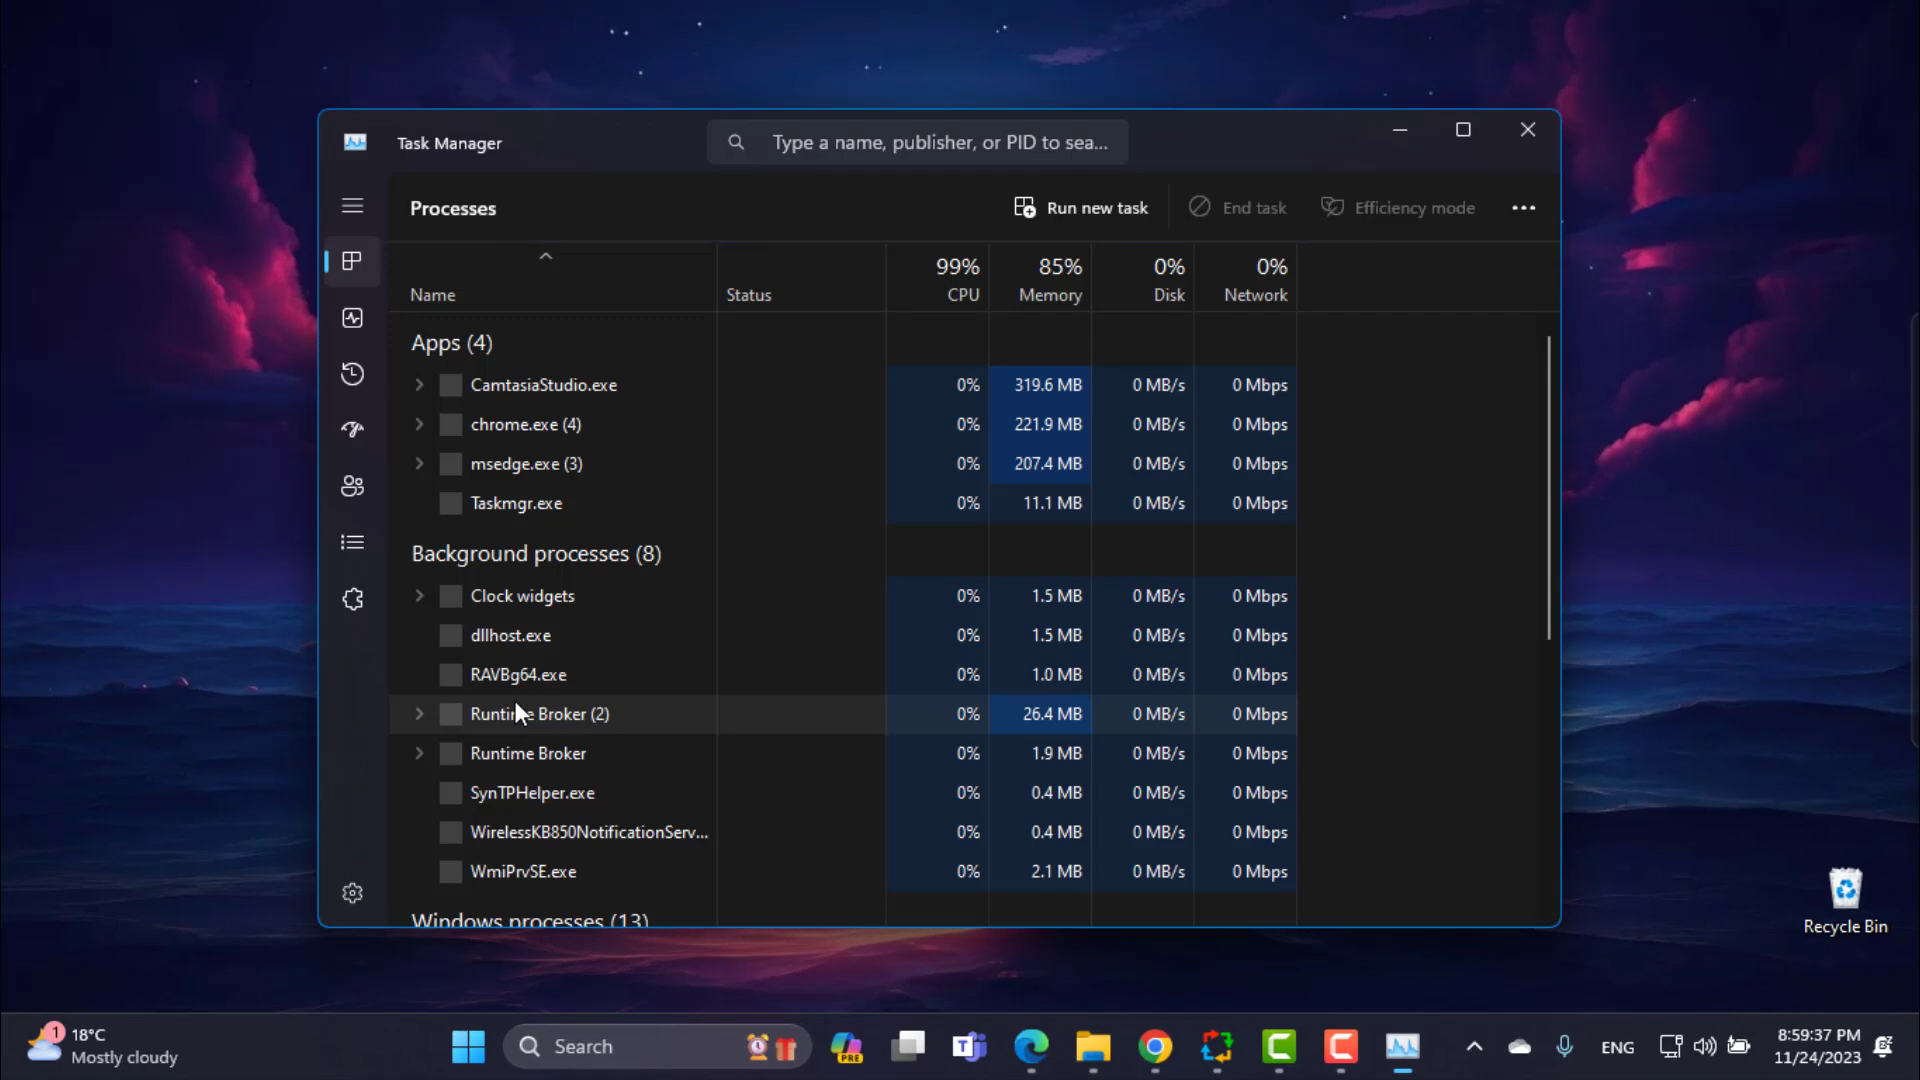 Task Manager
Type a name, publisher, or PID to sea...
Processes
Run new task
End task
Efficiency mode
99% 85% 0% 0%
Name Status CPU Memory Disk Network
Apps (4)
CamtasiaStudio.exe 0% 319.6 MB 0 MB/s 0 Mbps
chrome.exe (4) 0% 221.9 MB 0 MB/s 0 Mbps
msedge.exe (3) 0% 207.4 MB 0 MB/s 0 Mbps
Taskmgr.exe 0% 11.1 MB 0 MB/s 0 Mbps
Background processes (8)
Clock widgets 0% 1.5 MB 0 MB/s 0 Mbps
dllhost.exe 0% 1.5 MB 0 MB/s 0 Mbps
RAVBg64.exe 0% 1.0 MB 0 MB/s 0 Mbps
Runtime Broker (2) 0% 26.4 MB 0 MB/s 0 Mbps
Runtime Broker 0% 1.9 MB 0 MB/s 0 Mbps
SynTPHelper.exe 0% 0.4 MB 0 MB/s 0 Mbps
WirelessKB850NotificationServ... 0% 0.4 MB 0 MB/s 0 Mbps
WmiPrvSE.exe 0% 2.1 MB 0 MB/s 0 Mbps
Windows processes (13)
Recycle Bin
1
18°C
Mostly cloudy
Search
PRE
T
C
C
ENG
8:59:37 PM
11/24/2023